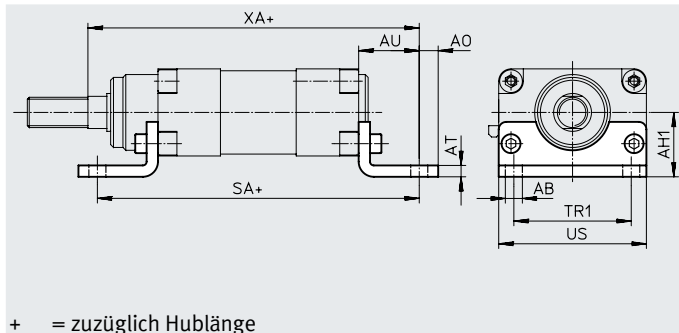 XA+
AU
AO
AT
SA+
AH1
AB
TR1
US
+ = zuzüglich Hublänge